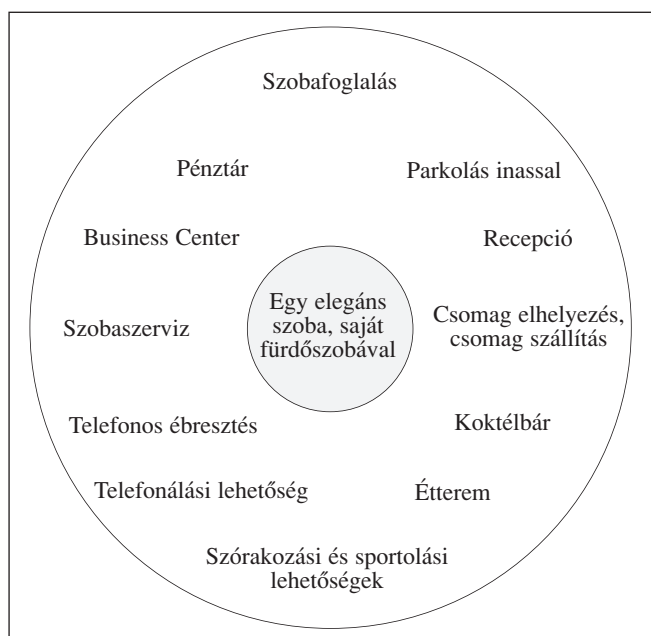 Szobafoglalás
Pénztár
Parkolás inassal
Business Center
Recepció
Egy elegáns
szoba, saját
fürdőszobával
Szobaszerviz
Csomag elhelyezés,
csomag szállítás
Telefonos ébresztés
Koktélbár
Telefonálási lehetőség
Étterem
Szórakozási és sportolási
lehetőségek